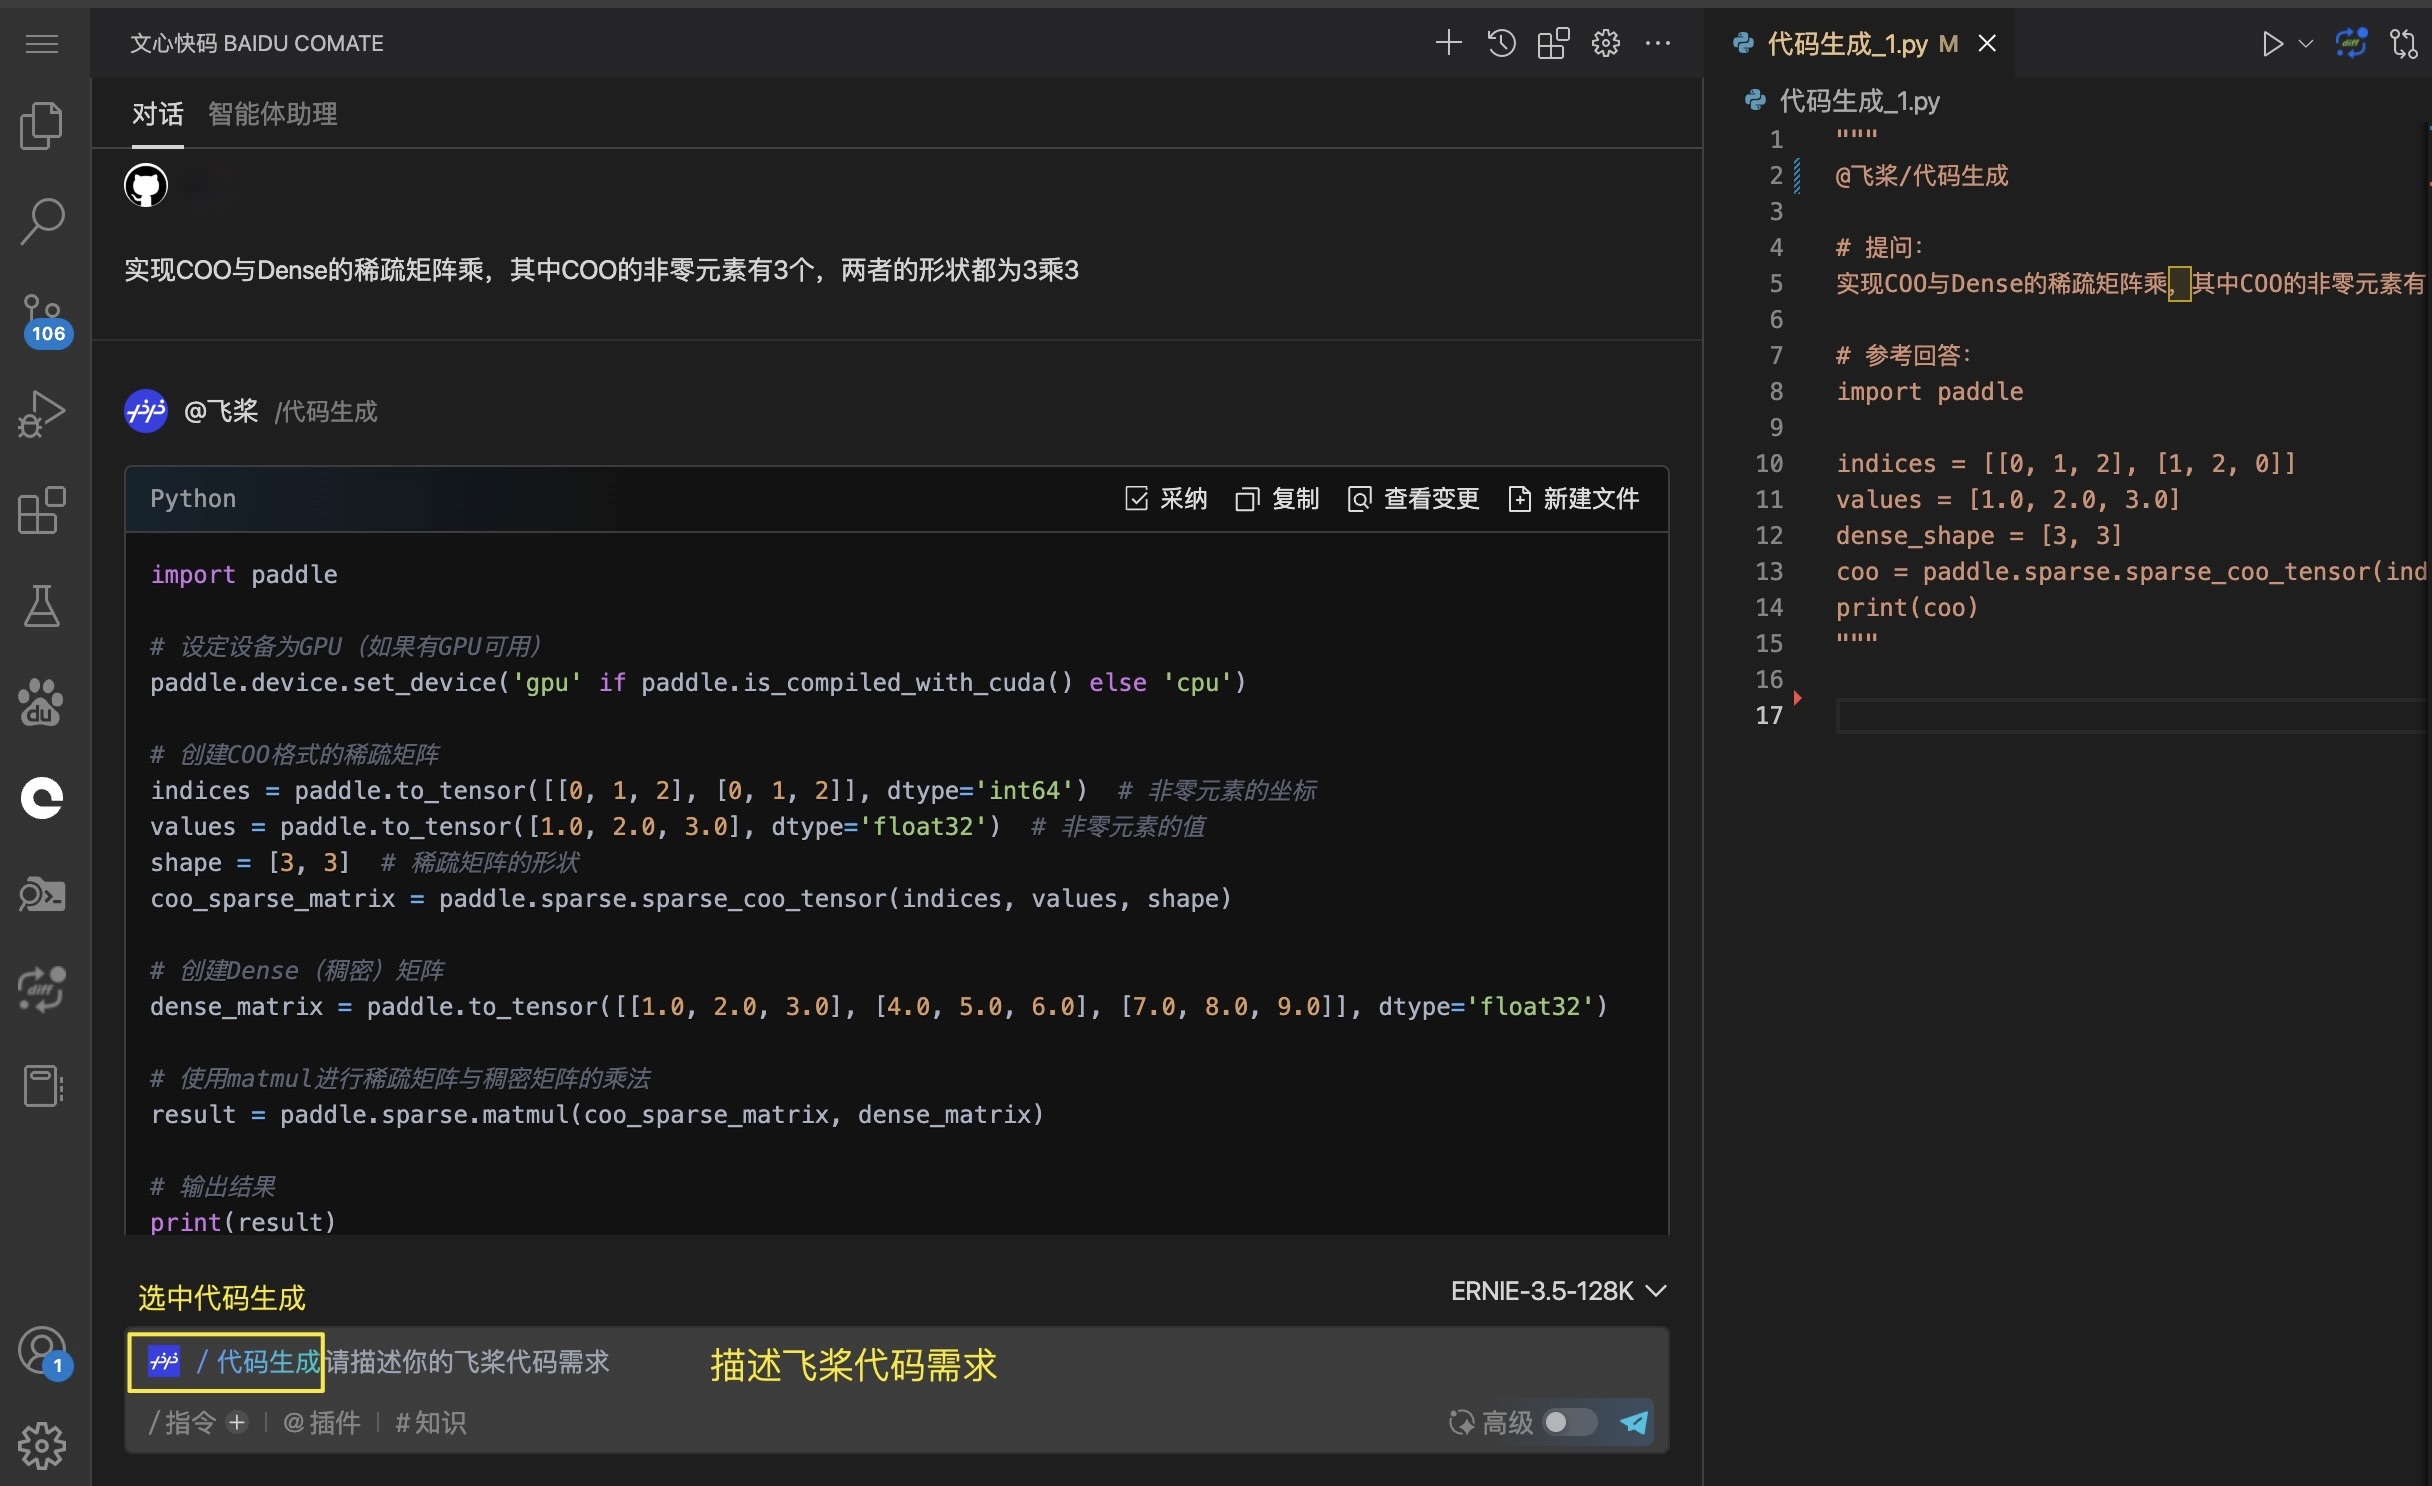 文心快码 BAIDU COMATE
对话 智能体助理
实现COO与Dense的稀疏矩阵乘，其中COO的非零元素有3个，两者的形状都为3乘3
@飞桨 /代码生成
Python 采纳 复制 查看变更 新建文件
import paddle
# 设定设备为GPU（如果有GPU可用）
paddle.device.set_device('gpu' if paddle.is_compiled_with_cuda() else 'cpu')
# 创建COO格式的稀疏矩阵
indices = paddle.to_tensor([[0, 1, 2], [0, 1, 2]], dtype='int64')  # 非零元素的坐标
values = paddle.to_tensor([1.0, 2.0, 3.0], dtype='float32')  # 非零元素的值
shape = [3, 3]  # 稀疏矩阵的形状
coo_sparse_matrix = paddle.sparse.sparse_coo_tensor(indices, values, shape)
# 创建Dense（稠密）矩阵
dense_matrix = paddle.to_tensor([[1.0, 2.0, 3.0], [4.0, 5.0, 6.0], [7.0, 8.0, 9.0]], dtype='float32')
# 使用matmul进行稀疏矩阵与稠密矩阵的乘法
result = paddle.sparse.matmul(coo_sparse_matrix, dense_matrix)
# 输出结果
print(result)
选中代码生成
ERNIE-3.5-128K
/ 代码生成 请描述你的飞桨代码需求 描述飞桨代码需求
/ 指令 + | @ 插件 | # 知识 高级
106
du
diff
1
代码生成_1.py M
diff
代码生成_1.py
1 """
2 @飞桨/代码生成
3
4 # 提问：
5 实现COO与Dense的稀疏矩阵乘，其中COO的非零元素有
6
7 # 参考回答：
8 import paddle
9
10 indices = [[0, 1, 2], [1, 2, 0]]
11 values = [1.0, 2.0, 3.0]
12 dense_shape = [3, 3]
13 coo = paddle.sparse.sparse_coo_tensor(ind
14 print(coo)
15 """
16
17